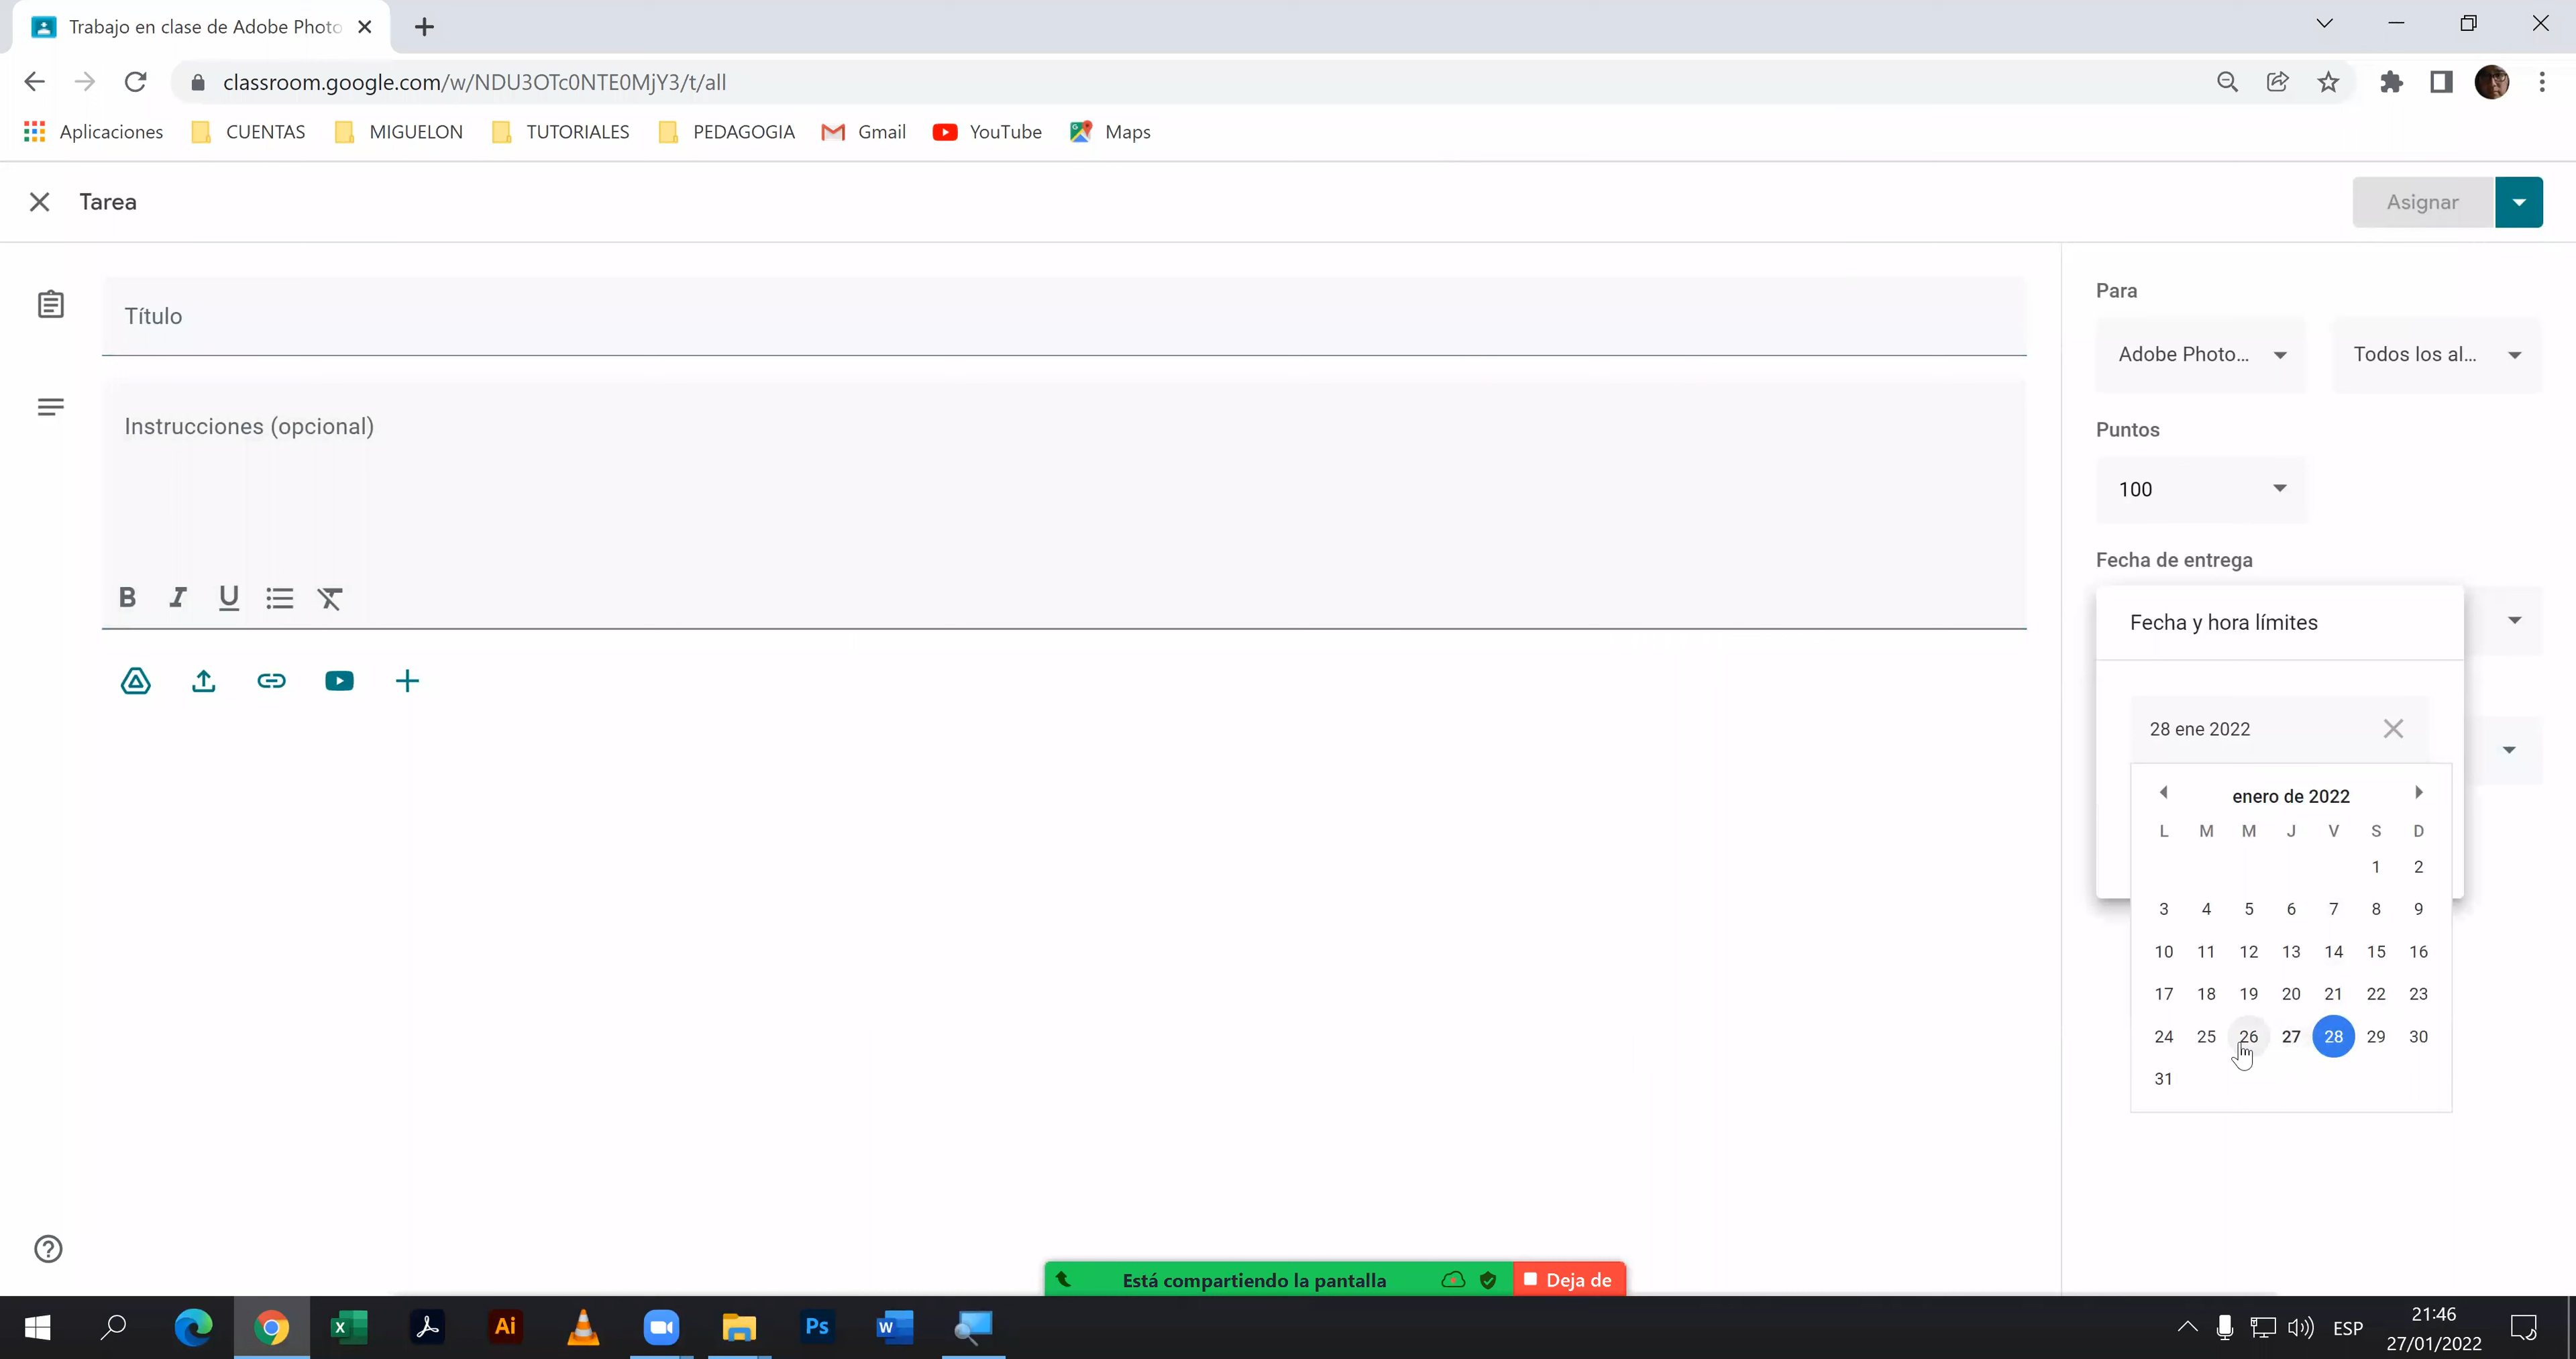 Trabajo en clase de Adobe Photo
classroom.google.com/w/NDU3OTc0NTE0MjY3/t/all
Aplicaciones CUENTAS MIGUELON TUTORIALES PEDAGOGIA Gmail YouTube Maps
Tarea
Asignar
Título
Instrucciones (opcional)
B I U
Para
Adobe Photo... Todos los al...
Puntos
100
Fecha de entrega
Fecha y hora límites
28 ene 2022
enero de 2022
L M M J V S D
1 2
3 4 5 6 7 8 9
10 11 12 13 14 15 16
17 18 19 20 21 22 23
24 25 26 27 28 29 30
31
Está compartiendo la pantalla Deja de
Ai Ps W X
ESP
21:46
27/01/2022